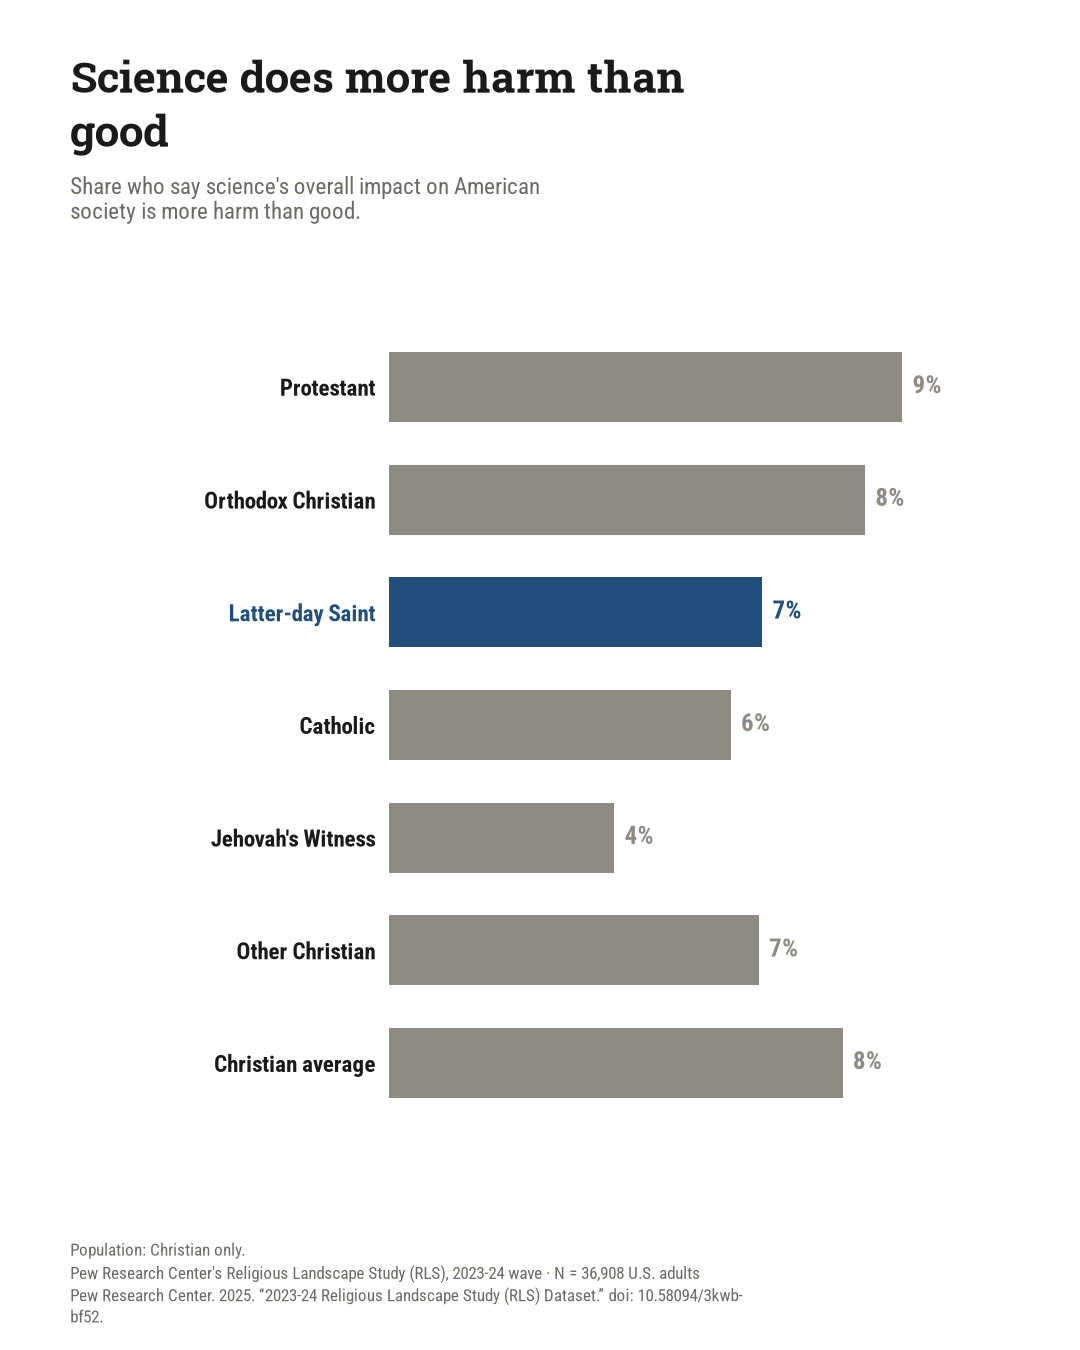 Science does more harm than
good
Share who say science's overall impact on American
society is more harm than good.
Protestant 9%
Orthodox Christian 8%
Latter-day Saint 7%
Catholic 6%
Jehovah's Witness 4%
Other Christian 7%
Christian average 8%
Population: Christian only.
Pew Research Center's Religious Landscape Study (RLS), 2023-24 wave · N = 36,908 U.S. adults
Pew Research Center. 2025. “2023-24 Religious Landscape Study (RLS) Dataset.” doi: 10.58094/3kwb-
bf52.